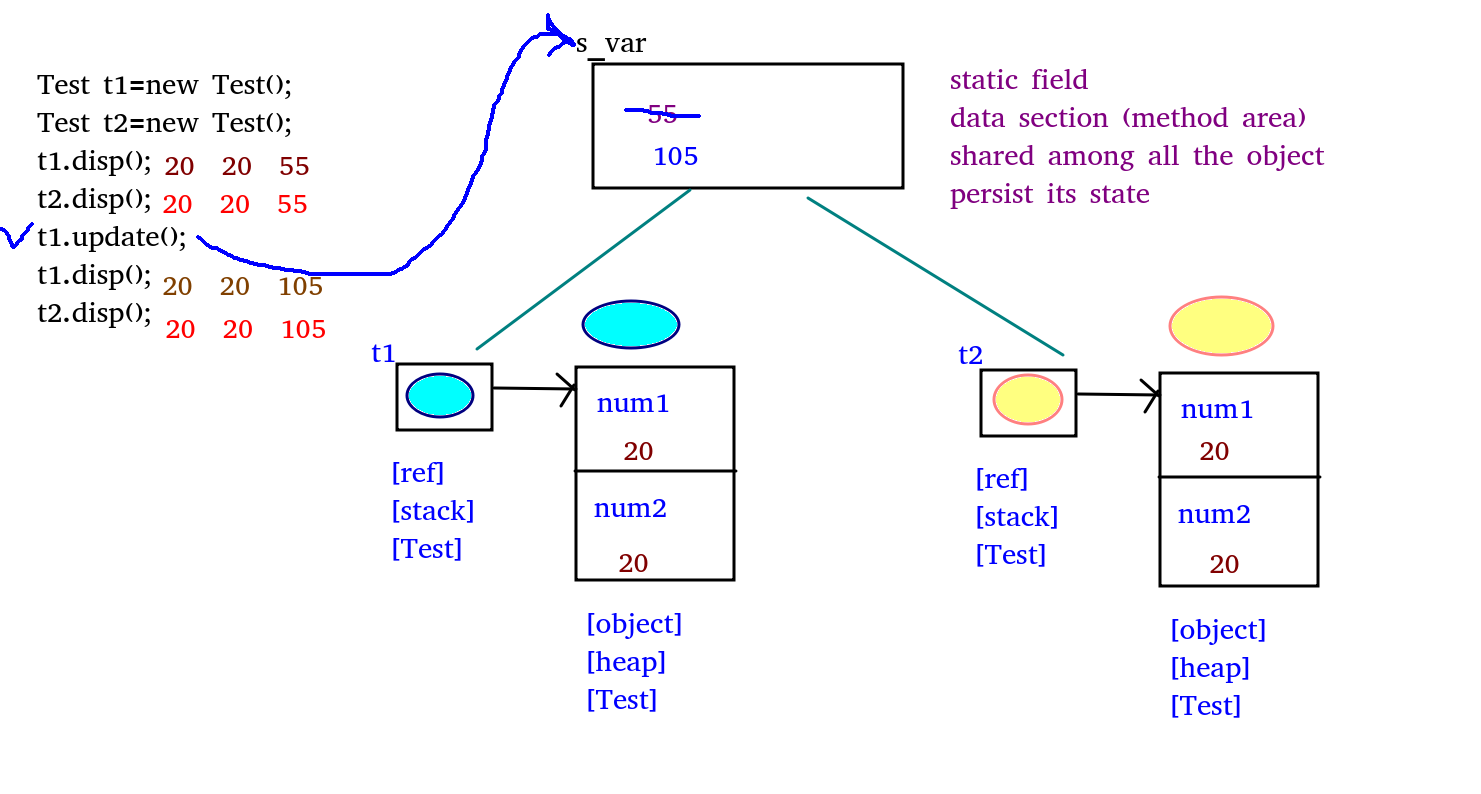 s_var
55
105
Test t1=new Test();
Test t2=new Test();
t1.disp(); 20 20 55
t2.disp(); 20 20 55
t1.update();
t1.disp(); 20 20 105
t2.disp(); 20 20 105
static field
data section (method area)
shared among all the object
persist its state
t1
[ref]
[stack]
[Test]
num1
20
num2
20
[object]
[heap]
[Test]
t2
[ref]
[stack]
[Test]
num1
20
num2
20
[object]
[heap]
[Test]